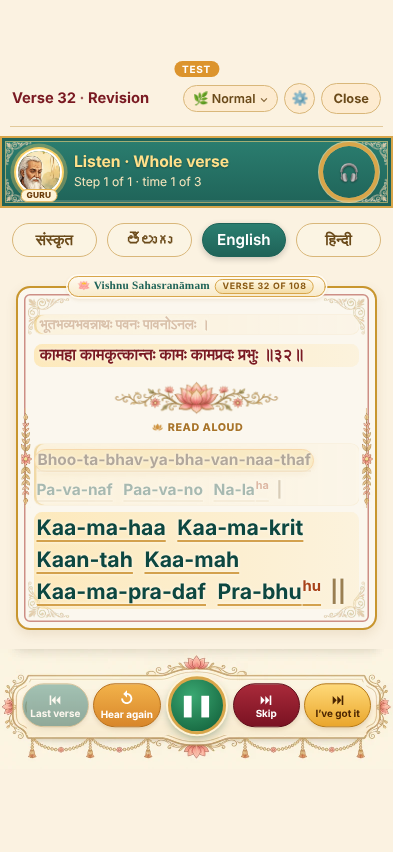 TEST
Verse 32 · Revision
🌿 Normal
Close
Listen · Whole verse
Step 1 of 1 · time 1 of 3
GURU
संस्कृत
తెలుగు
English
हिन्दी
Vishnu Sahasranāmam VERSE 32 OF 108
भूतभव्यभवन्नाथः पवनः पावनोऽनलः ।
कामहा कामकृत्कान्तः कामः कामप्रदः प्रभुः ॥३२॥
READ ALOUD
Bhoo-ta-bhav-ya-bha-van-naa-thaf
Pa-va-naf Paa-va-no Na-la ha |
Kaa-ma-haa Kaa-ma-krit
Kaan-tah Kaa-mah
Kaa-ma-pra-daf Pra-bhu hu ||
Last verse
Hear again
Skip
I've got it